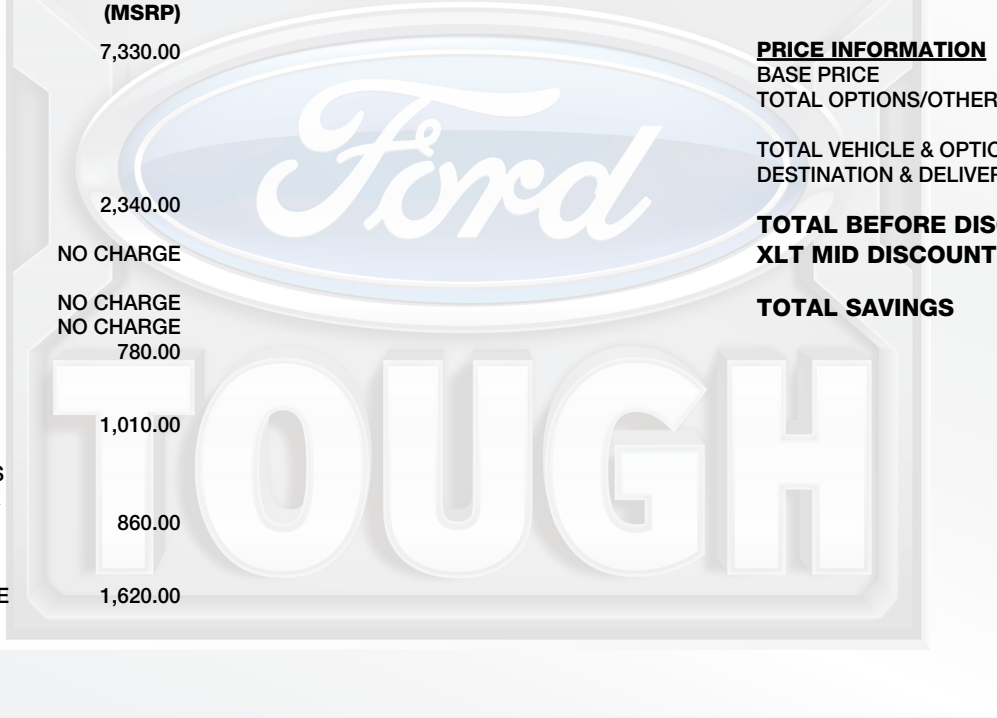 (MSRP)
7,330.00
2,340.00
NO CHARGE
NO CHARGE
NO CHARGE
780.00
1,010.00
S
860.00
E
1,620.00
PRICE INFORMATION
BASE PRICE
TOTAL OPTIONS/OTHER
TOTAL VEHICLE & OPTIO
DESTINATION & DELIVER
TOTAL BEFORE DISC
XLT MID DISCOUNT
TOTAL SAVINGS
Ford
TOUGH